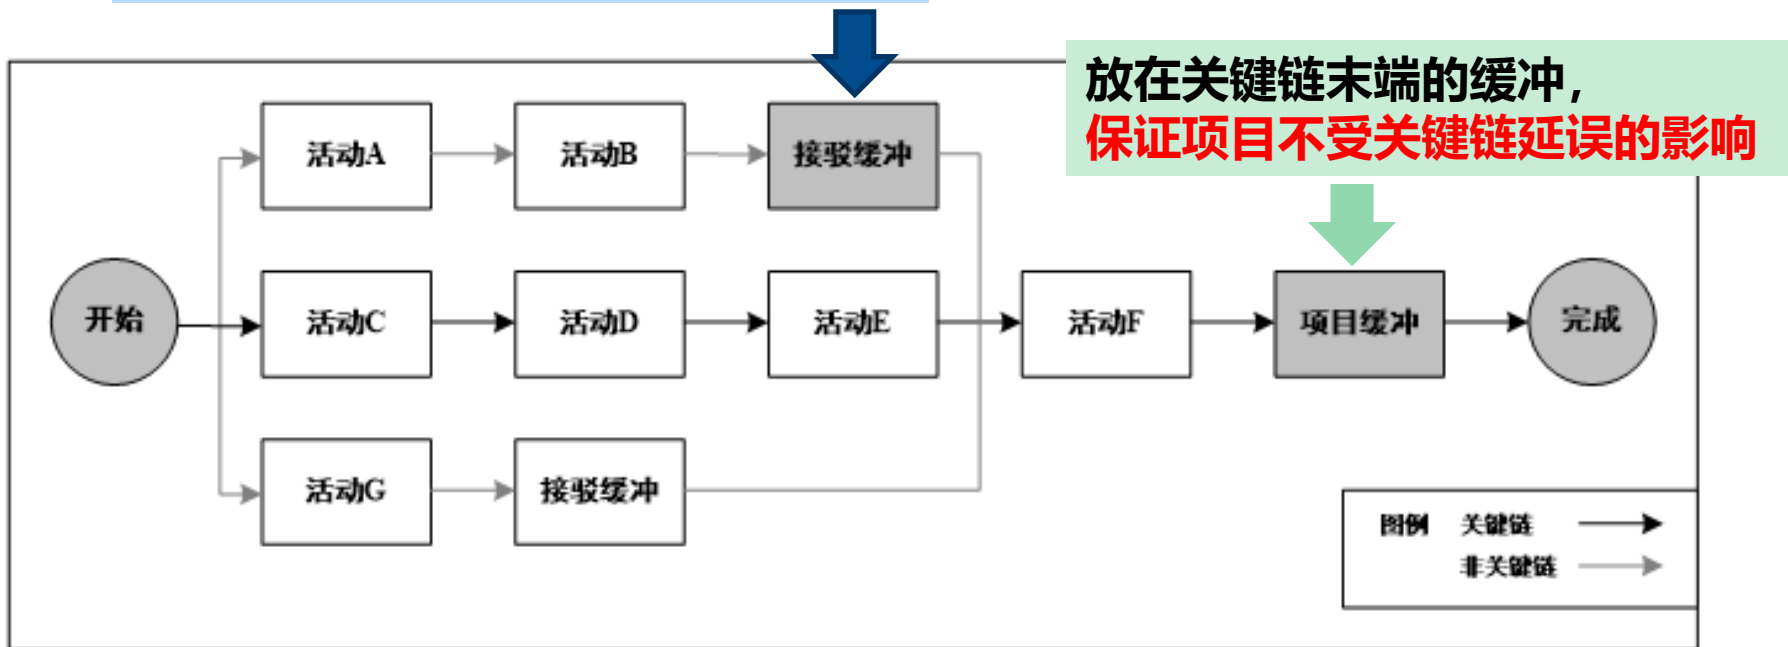 放在关键链末端的缓冲，
保证项目不受关键链延误的影响
活动A
活动B
接驳缓冲
开始
活动C
活动D
活动E
活动F
项目缓冲
完成
活动G
接驳缓冲
图例 关键链
非关键链